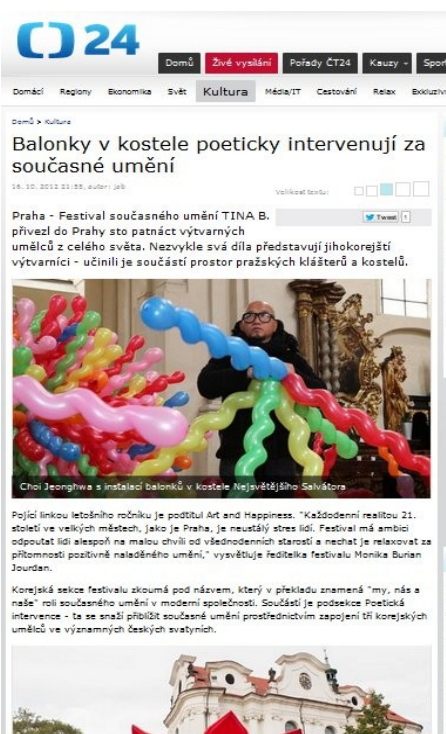 24
Domů Živé vysílání Pořady ČT24 Kauzy Spor
Domácí Regiony Ekonomika Svět Kultura Média/IT Cestování Relax Exkluziv
Domů > Kultura
Balonky v kostele poeticky intervenují za
současné umění
16. 10. 2012 21:55, autor: jab
Velikost textu:
Tweet 1
Praha - Festival současného umění TINA B.
přivezl do Prahy sto patnáct výtvarných
umělců z celého světa. Nezvykle svá díla představují jihokorejští
výtvarníci - učinili je součástí prostor pražských klášterů a kostelů.
Choi Jeonghwa s instalací balonků v kostele Nejsvětějšího Salvátora
Pojící linkou letošního ročníku je podtitul Art and Happiness. "Každodenní realitou 21.
století ve velkých městech, jako je Praha, je neustálý stres lidí. Festival má ambici
odpoutat lidi alespoň na malou chvíli od všednodenních starostí a nechat je relaxovat za
přítomnosti pozitivně naladěného umění," vysvětluje ředitelka festivalu Monika Burian
Jourdan.
Korejská sekce festivalu zkoumá pod názvem, který v překladu znamená "my, nás a
naše" roli současného umění v moderní společnosti. Součástí je podsekce Poetická
intervence - ta se snaží přiblížit současné umění prostřednictvím zapojení tří korejských
umělců ve významných českých svatyních.